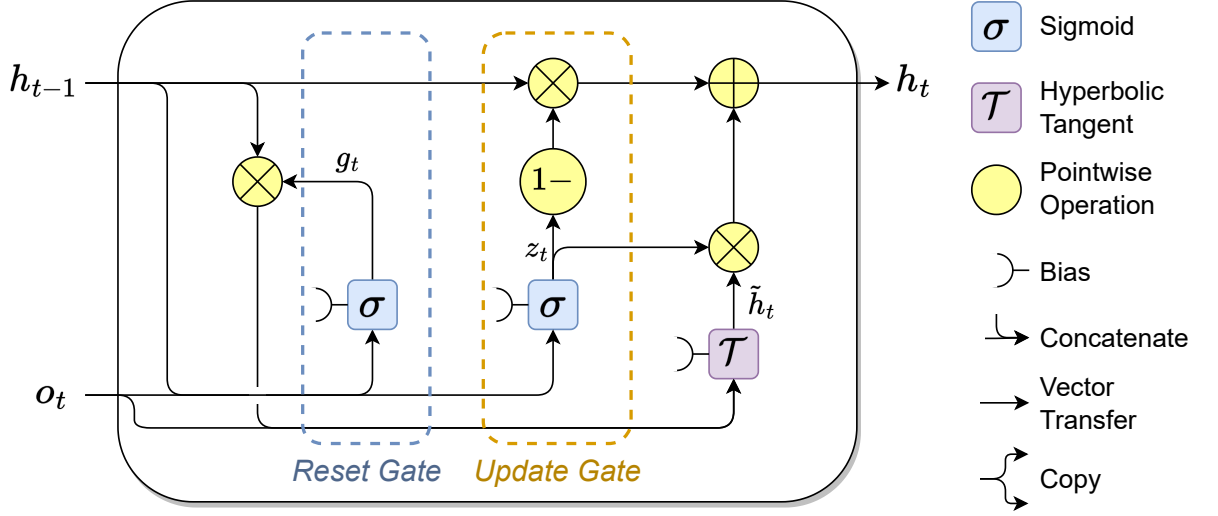 h_{t-1}
h_t
g_t
1−
z_t
σ
σ
h̃_t
𝒯
o_t
Reset Gate
Update Gate
σ
Sigmoid
𝒯
Hyperbolic
Tangent
Pointwise
Operation
Bias
Concatenate
Vector
Transfer
Copy